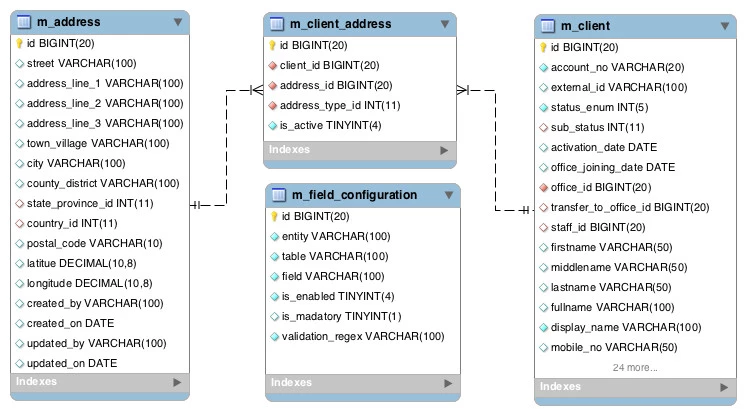 m_address
id BIGINT(20)
street VARCHAR(100)
address_line_1 VARCHAR(100)
address_line_2 VARCHAR(100)
address_line_3 VARCHAR(100)
town_village VARCHAR(100)
city VARCHAR(100)
county_district VARCHAR(100)
state_province_id INT(11)
country_id INT(11)
postal_code VARCHAR(10)
latitue DECIMAL(10,8)
longitude DECIMAL(10,8)
created_by VARCHAR(100)
created_on DATE
updated_by VARCHAR(100)
updated_on DATE
Indexes
m_client_address
id BIGINT(20)
client_id BIGINT(20)
address_id BIGINT(20)
address_type_id INT(11)
is_active TINYINT(4)
Indexes
m_field_configuration
id BIGINT(20)
entity VARCHAR(100)
table VARCHAR(100)
field VARCHAR(100)
is_enabled TINYINT(4)
is_madatory TINYINT(1)
validation_regex VARCHAR(100)
Indexes
m_client
id BIGINT(20)
account_no VARCHAR(20)
external_id VARCHAR(100)
status_enum INT(5)
sub_status INT(11)
activation_date DATE
office_joining_date DATE
office_id BIGINT(20)
transfer_to_office_id BIGINT(20)
staff_id BIGINT(20)
firstname VARCHAR(50)
middlename VARCHAR(50)
lastname VARCHAR(50)
fullname VARCHAR(100)
display_name VARCHAR(100)
mobile_no VARCHAR(50)
24 more...
Indexes